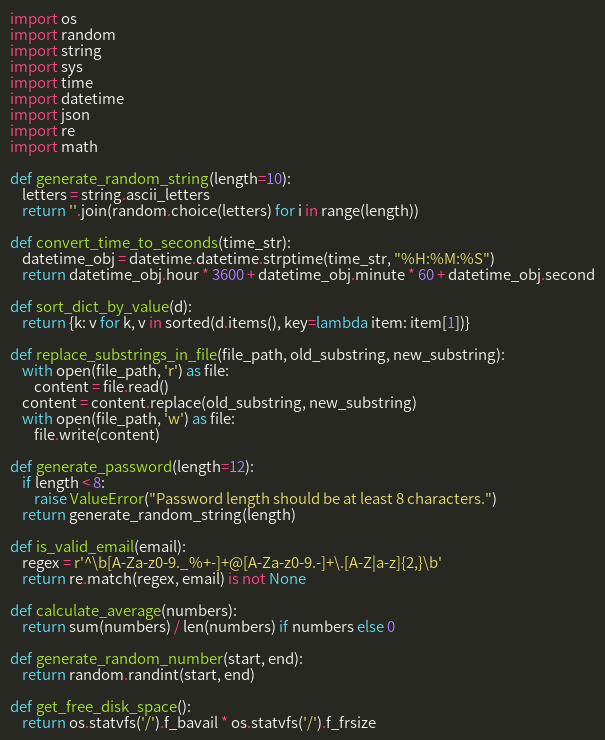 import os
import random
import string
import sys
import time
import datetime
import json
import re
import math

def generate_random_string(length=10):
    letters = string.ascii_letters
    return ''.join(random.choice(letters) for i in range(length))

def convert_time_to_seconds(time_str):
    datetime_obj = datetime.datetime.strptime(time_str, "%H:%M:%S")
    return datetime_obj.hour * 3600 + datetime_obj.minute * 60 + datetime_obj.second

def sort_dict_by_value(d):
    return {k: v for k, v in sorted(d.items(), key=lambda item: item[1])}

def replace_substrings_in_file(file_path, old_substring, new_substring):
    with open(file_path, 'r') as file:
        content = file.read()
    content = content.replace(old_substring, new_substring)
    with open(file_path, 'w') as file:
        file.write(content)

def generate_password(length=12):
    if length < 8:
        raise ValueError("Password length should be at least 8 characters.")
    return generate_random_string(length)

def is_valid_email(email):
    regex = r'^\b[A-Za-z0-9._%+-]+@[A-Za-z0-9.-]+\.[A-Z|a-z]{2,}\b'
    return re.match(regex, email) is not None

def calculate_average(numbers):
    return sum(numbers) / len(numbers) if numbers else 0

def generate_random_number(start, end):
    return random.randint(start, end)

def get_free_disk_space():
    return os.statvfs('/').f_bavail * os.statvfs('/').f_frsize